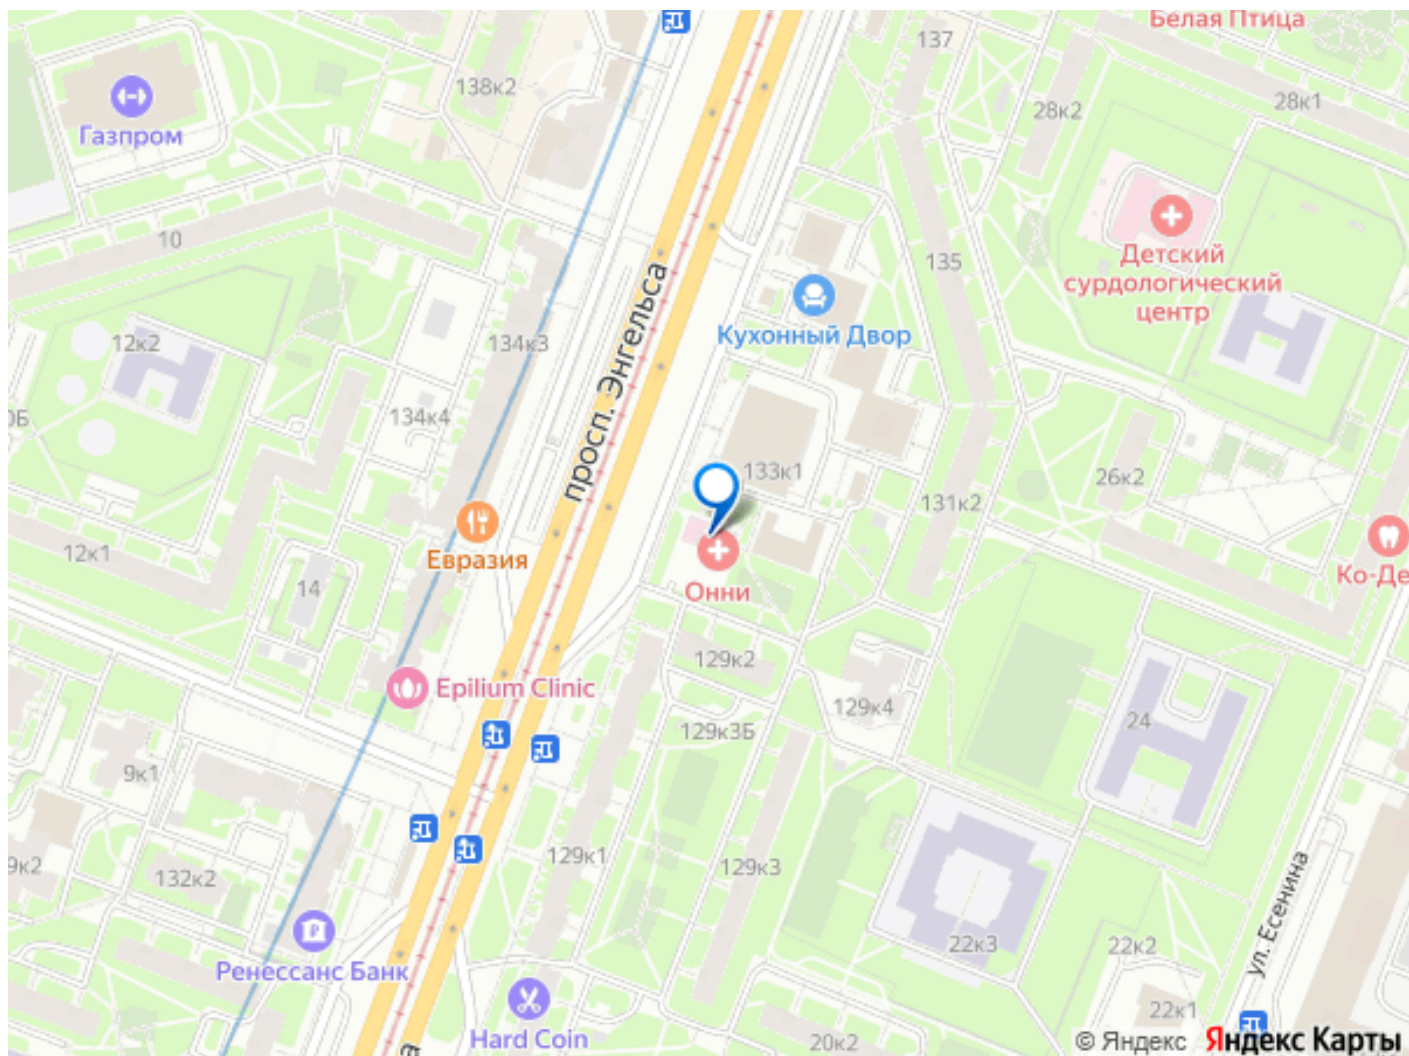 Белая Птица
137
138к2
28к1
28к2
Газпром
10
135
Детский
сурдологический
центр
просп. Энгельса
Кухонный Двор
12к2
134к3
134к4
0Б
133к1
26к2
131к2
Евразия
12к1
Ко-Де
14
Онни
129к2
Epilium Clinic
129к4
24
129к3Б
9к1
129к1
129к3
9к2
132к2
ул. Есенина
22к3
22к2
Ренессанс Банк
22к1
Hard Coin
20к2
а
© Яндекс Яндекс Карты